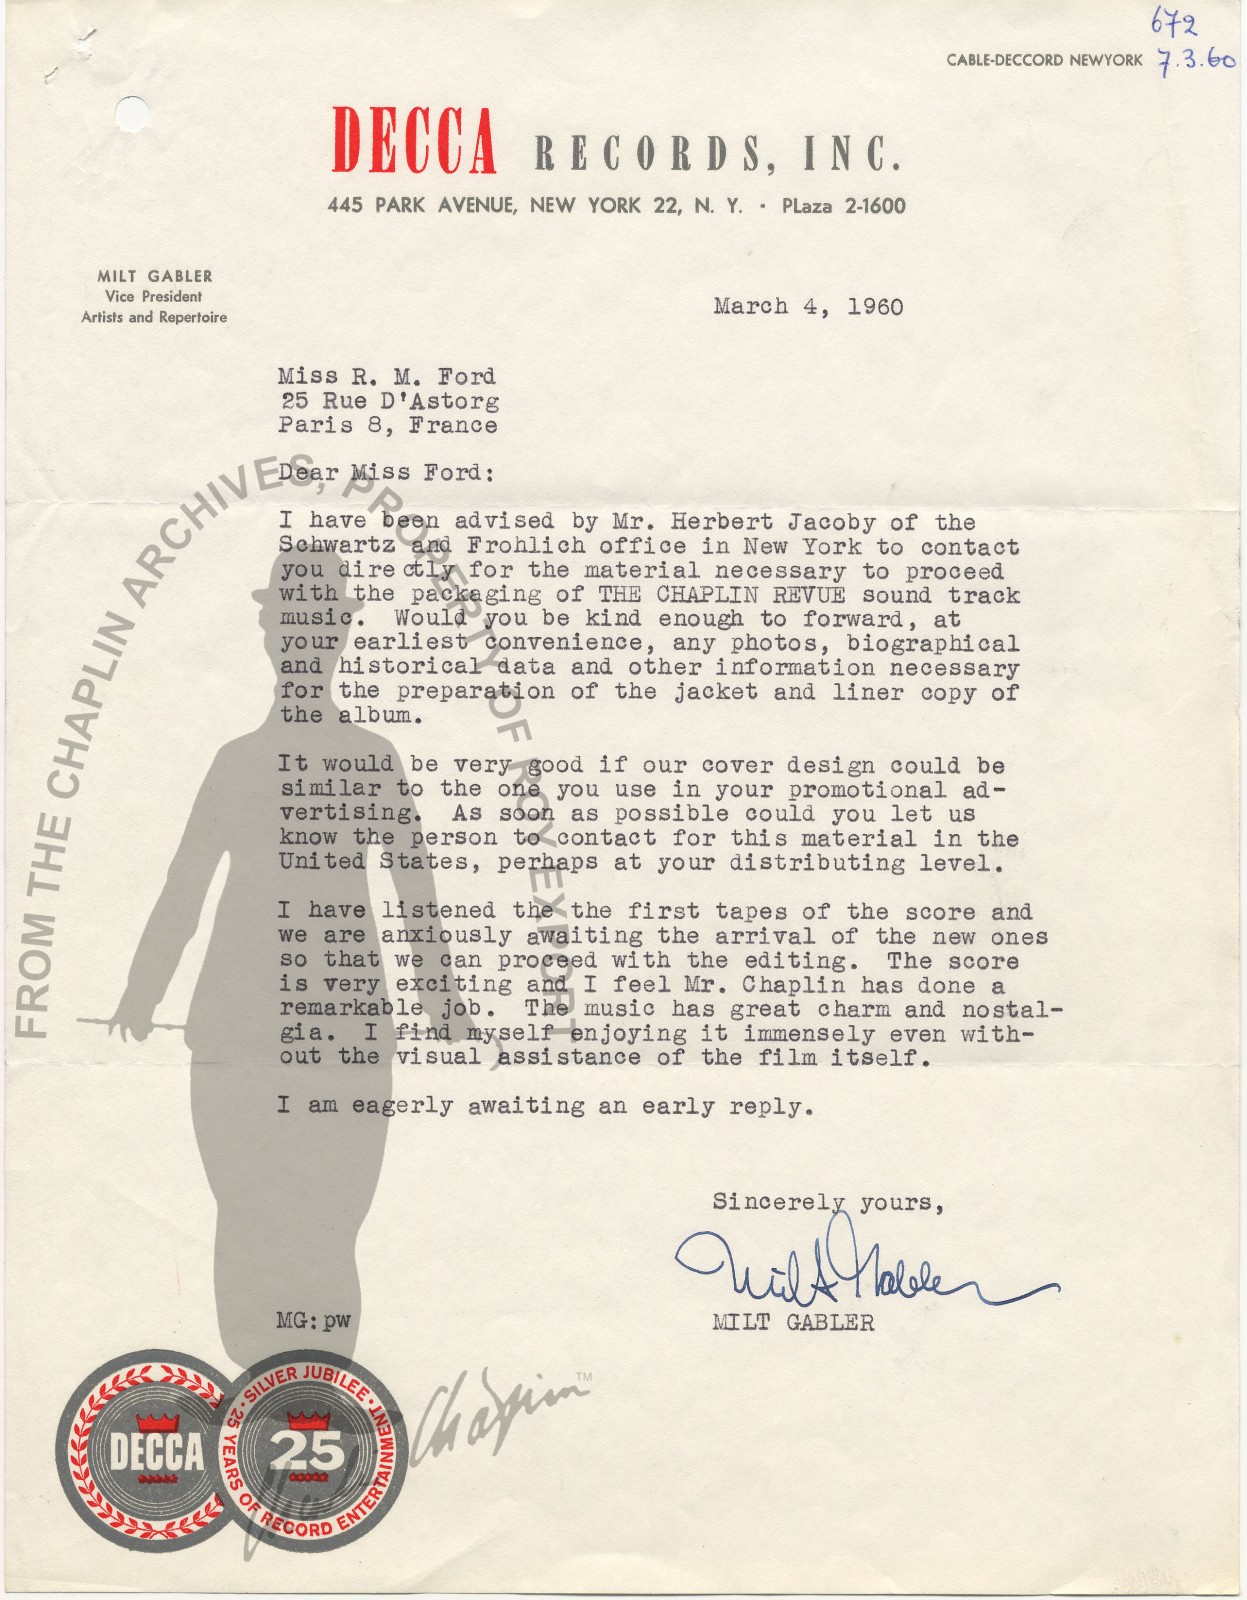 672
CABLE-DECCORD NEWYORK 7.3.60
DECCA RECORDS, INC.
445 PARK AVENUE, NEW YORK 22, N. Y. • PLaza 2-1600
MILT GABLER
Vice President
Artists and Repertoire
March 4, 1960
Miss R. M. Ford
25 Rue D'Astorg
Paris 8, France
Dear Miss Ford:
I have been advised by Mr. Herbert Jacoby of the
Schwartz and Frohlich office in New York to contact
you directly for the material necessary to proceed
with the packaging of THE CHAPLIN REVUE sound track
music. Would you be kind enough to forward, at
your earliest convenience, any photos, biographical
and historical data and other information necessary
for the preparation of the jacket and liner copy of
the album.
It would be very good if our cover design could be
similar to the one you use in your promotional ad-
vertising. As soon as possible could you let us
know the person to contact for this material in the
United States, perhaps at your distributing level.
I have listened the the first tapes of the score and
we are anxiously awaiting the arrival of the new ones
so that we can proceed with the editing. The score
is very exciting and I feel Mr. Chaplin has done a
remarkable job. The music has great charm and nostal-
gia. I find myself enjoying it immensely even with-
out the visual assistance of the film itself.
I am eagerly awaiting an early reply.
Sincerely yours,
Milt Gabler
MG:pw
MILT GABLER
FROM THE CHAPLIN ARCHIVES, PROPERTY OF ROY EXPORT
DECCA
SILVER JUBILEE
25
25 YEARS OF RECORD ENTERTAINMENT
Charlie Chaplin™